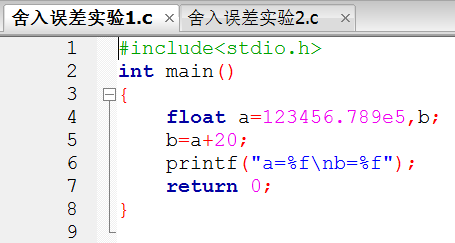 舍入误差实验1.c × 舍入误差实验2.c ×
1 #include<stdio.h>
2 int main()
3 {
4 float a=123456.789e5,b;
5 b=a+20;
6 printf("a=%f\nb=%f");
7 return 0;
8 }
9